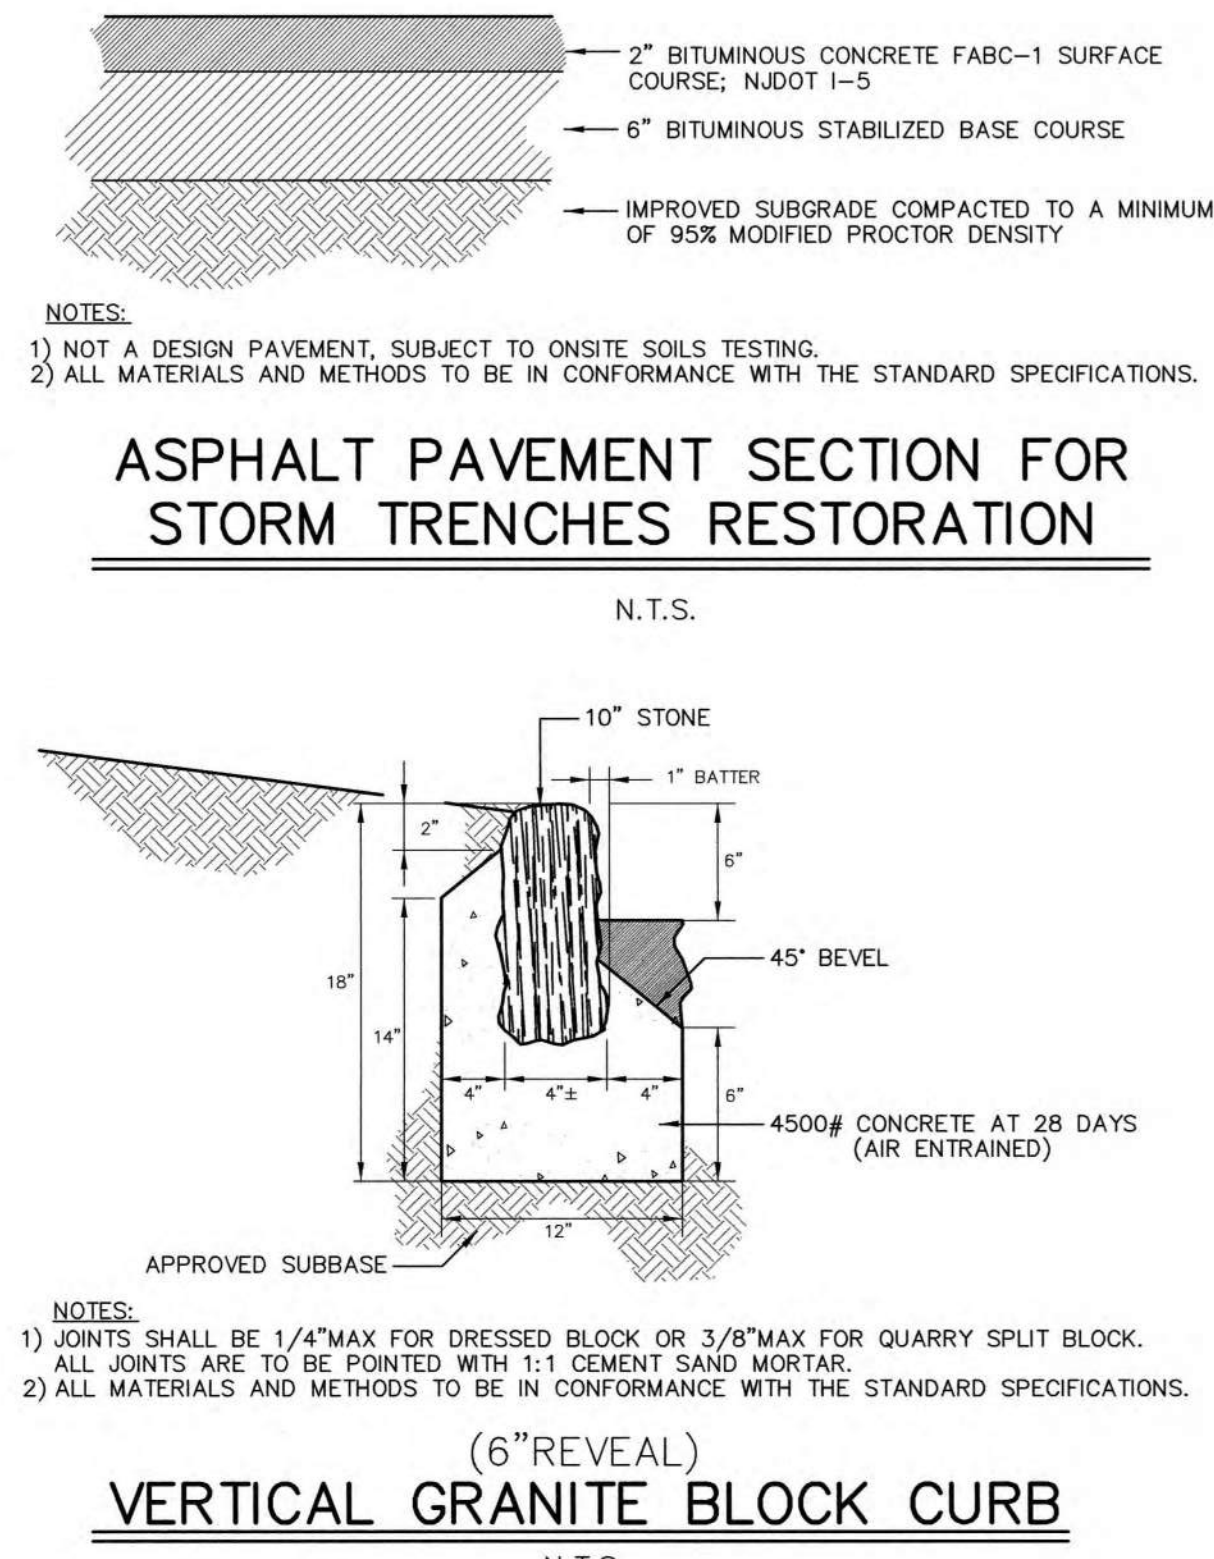 2" BITUMINOUS CONCRETE FABC-1 SURFACE
COURSE; NJDOT I-5
6" BITUMINOUS STABILIZED BASE COURSE
IMPROVED SUBGRADE COMPACTED TO A MINIMUM
OF 95% MODIFIED PROCTOR DENSITY
NOTES:
1) NOT A DESIGN PAVEMENT, SUBJECT TO ONSITE SOILS TESTING.
2) ALL MATERIALS AND METHODS TO BE IN CONFORMANCE WITH THE STANDARD SPECIFICATIONS.
ASPHALT PAVEMENT SECTION FOR
STORM TRENCHES RESTORATION
N.T.S.
10" STONE
1" BATTER
2"
6"
45° BEVEL
18"
14"
4"
4"±
4"
6"
4500# CONCRETE AT 28 DAYS
(AIR ENTRAINED)
12"
APPROVED SUBBASE
NOTES:
1) JOINTS SHALL BE 1/4"MAX FOR DRESSED BLOCK OR 3/8"MAX FOR QUARRY SPLIT BLOCK.
ALL JOINTS ARE TO BE POINTED WITH 1:1 CEMENT SAND MORTAR.
2) ALL MATERIALS AND METHODS TO BE IN CONFORMANCE WITH THE STANDARD SPECIFICATIONS.
(6"REVEAL)
VERTICAL GRANITE BLOCK CURB